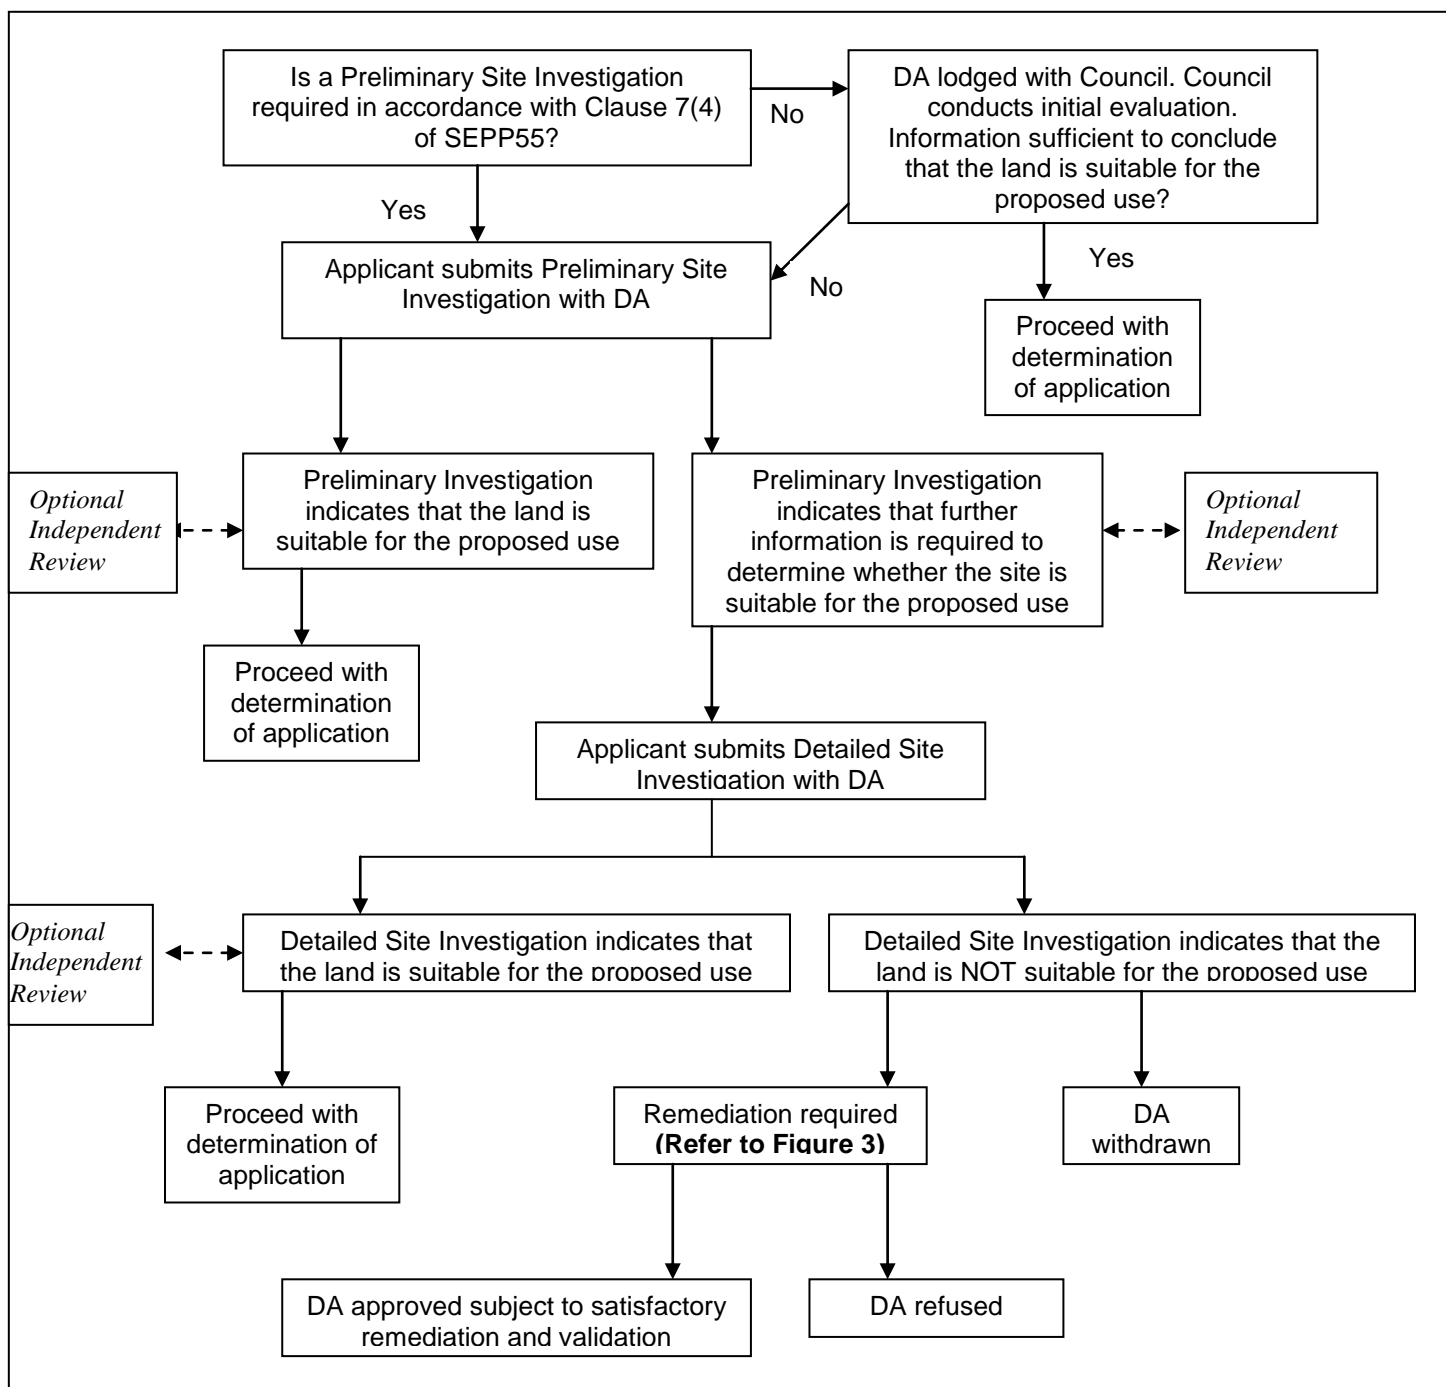 Is a Preliminary Site Investigation
required in accordance with Clause 7(4)
of SEPP55?
No
DA lodged with Council. Council
conducts initial evaluation.
Information sufficient to conclude
that the land is suitable for the
proposed use?
Yes
Applicant submits Preliminary Site
Investigation with DA
No
Yes
Proceed with
determination
of application
Optional
Independent
Review
Preliminary Investigation
indicates that the land is
suitable for the proposed use
Preliminary Investigation
indicates that further
information is required to
determine whether the site is
suitable for the proposed use
Optional
Independent
Review
Proceed with
determination
of application
Applicant submits Detailed Site
Investigation with DA
Optional
Independent
Review
Detailed Site Investigation indicates that
the land is suitable for the proposed use
Detailed Site Investigation indicates that the
land is NOT suitable for the proposed use
Proceed with
determination of
application
Remediation required
(Refer to Figure 3)
DA
withdrawn
DA approved subject to satisfactory
remediation and validation
DA refused